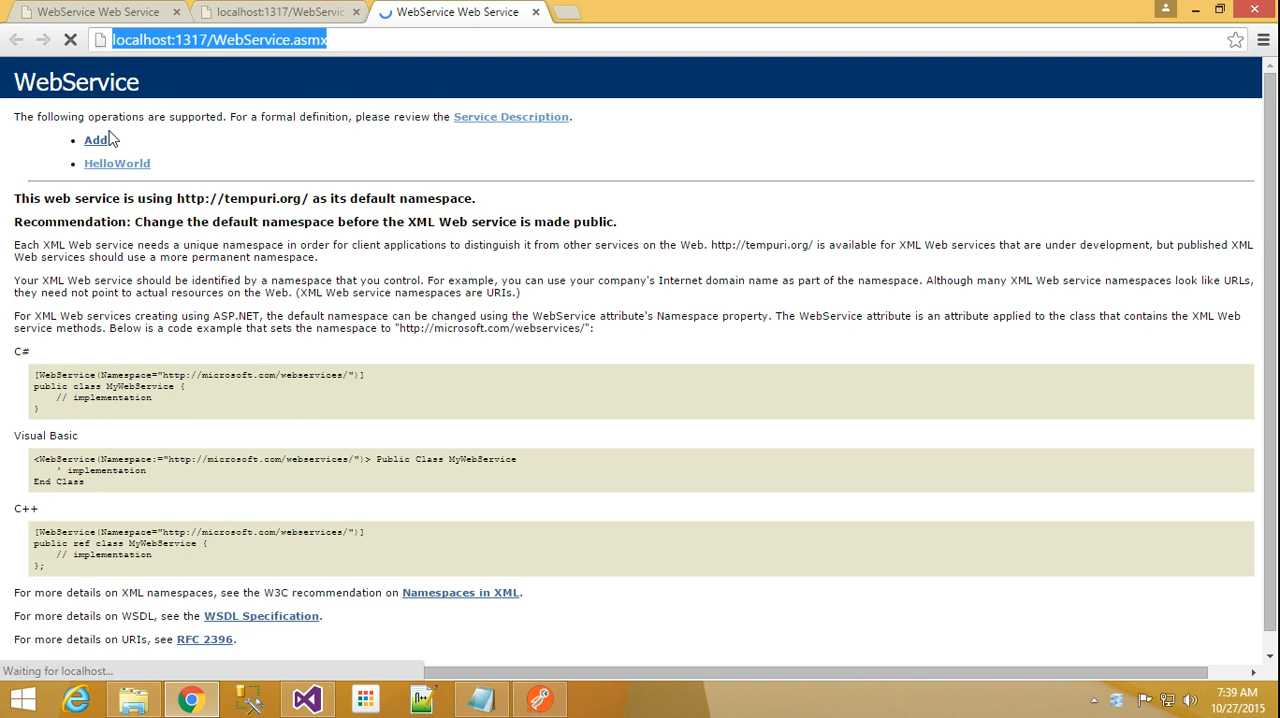 WebService Web Service
localhost:1317/WebServic
WebService Web Service
localhost:1317/WebService.asmx
WebService
The following operations are supported. For a formal definition, please review the Service Description.
Add
HelloWorld
This web service is using http://tempuri.org/ as its default namespace.
Recommendation: Change the default namespace before the XML Web service is made public.
Each XML Web service needs a unique namespace in order for client applications to distinguish it from other services on the Web. http://tempuri.org/ is available for XML Web services that are under development, but published XML
Web services should use a more permanent namespace.
Your XML Web service should be identified by a namespace that you control. For example, you can use your company's Internet domain name as part of the namespace. Although many XML Web service namespaces look like URLs,
they need not point to actual resources on the Web. (XML Web service namespaces are URIs.)
For XML Web services creating using ASP.NET, the default namespace can be changed using the WebService attribute's Namespace property. The WebService attribute is an attribute applied to the class that contains the XML Web
service methods. Below is a code example that sets the namespace to "http://microsoft.com/webservices/":
C#
[WebService(Namespace="http://microsoft.com/webservices/")]
public class MyWebService {
// implementation
}
Visual Basic
<WebService(Namespace:="http://microsoft.com/webservices/")> Public Class MyWebService
' implementation
End Class
C++
[WebService(Namespace="http://microsoft.com/webservices/")]
public ref class MyWebService {
// implementation
};
For more details on XML namespaces, see the W3C recommendation on Namespaces in XML.
For more details on WSDL, see the WSDL Specification.
For more details on URIs, see RFC 2396.
Waiting for localhost...
7:39 AM
10/27/2015